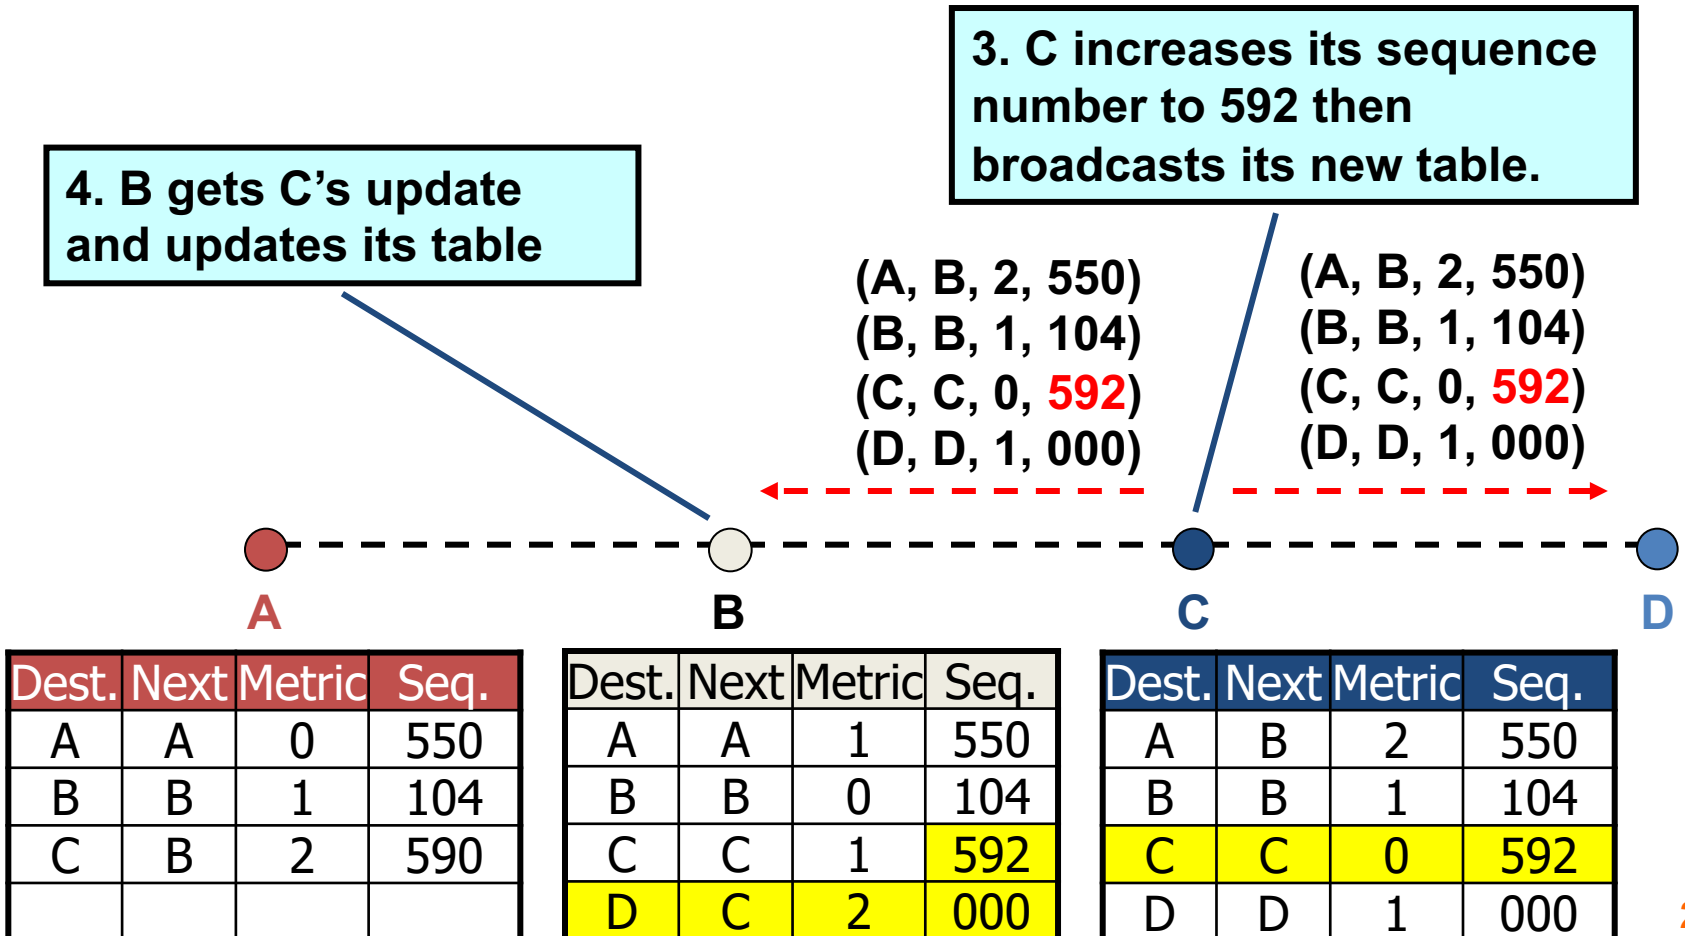 3. C increases its sequence
number to 592 then
broadcasts its new table.
4. B gets C’s update
and updates its table
(A, B, 2, 550)
(B, B, 1, 104)
(C, C, 0, 592)
(D, D, 1, 000)
(A, B, 2, 550)
(B, B, 1, 104)
(C, C, 0, 592)
(D, D, 1, 000)
A
B
C
D
Dest. Next Metric Seq.
A A 0 550
B B 1 104
C B 2 590
Dest. Next Metric Seq.
A A 1 550
B B 0 104
C C 1 592
D C 2 000
Dest. Next Metric Seq.
A B 2 550
B B 1 104
C C 0 592
D D 1 000